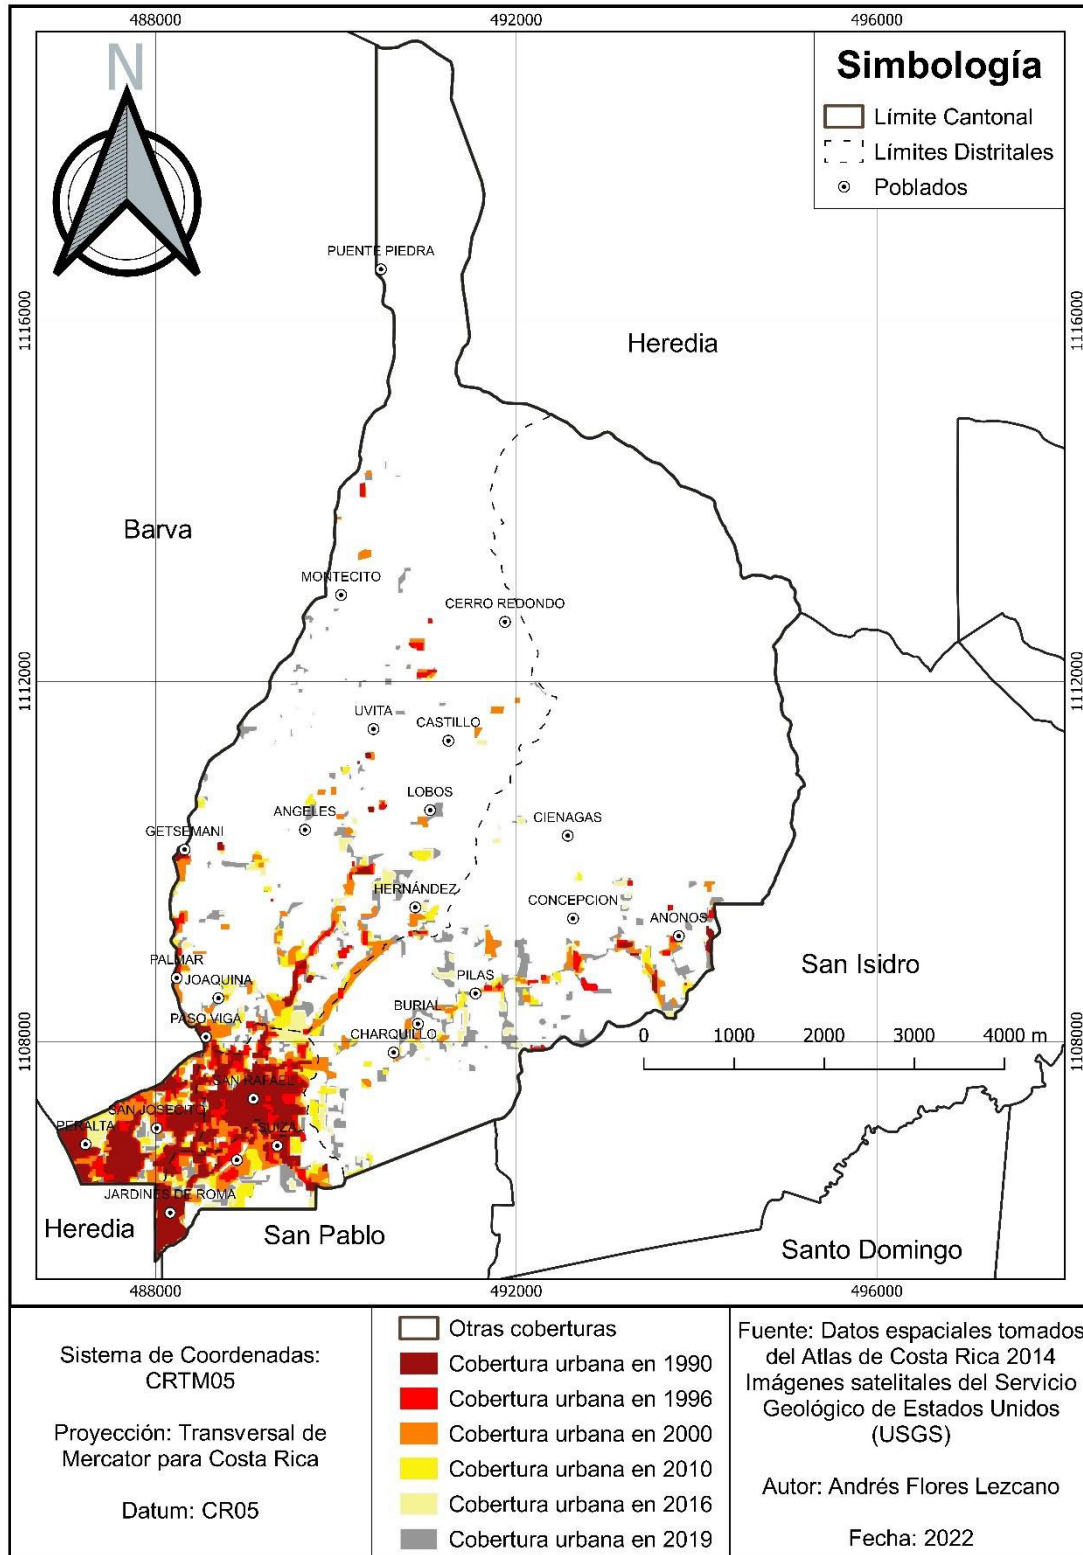 488000
492000
496000
N
Simbología
Límite Cantonal
Límites Distritales
Poblados
PUENTE PIEDRA
1116000
1116000
Heredia
Barva
MONTECITO
CERRO REDONDO
1112000
1112000
UVITA
CASTILLO
LOBOS
ANGELES
CIENAGAS
GETSEMANI
HERNÁNDEZ
CONCEPCION
ANONOS
PALMAR
JOAQUINA
PILAS
San Isidro
PASO VIGA
BURIAL
CHARQUILLO
1108000
1108000
0 1000 2000 3000 4000 m
SAN RAFAEL
SAN JOSECITO
PERALTA
SUIZA
JARDINES DE ROMA
Heredia
San Pablo
Santo Domingo
488000
492000
496000
Sistema de Coordenadas:
CRTM05
Proyección: Transversal de
Mercator para Costa Rica
Datum: CR05
Otras coberturas
Cobertura urbana en 1990
Cobertura urbana en 1996
Cobertura urbana en 2000
Cobertura urbana en 2010
Cobertura urbana en 2016
Cobertura urbana en 2019
Fuente: Datos espaciales tomados
del Atlas de Costa Rica 2014
Imágenes satelitales del Servicio
Geológico de Estados Unidos
(USGS)
Autor: Andrés Flores Lezcano
Fecha: 2022